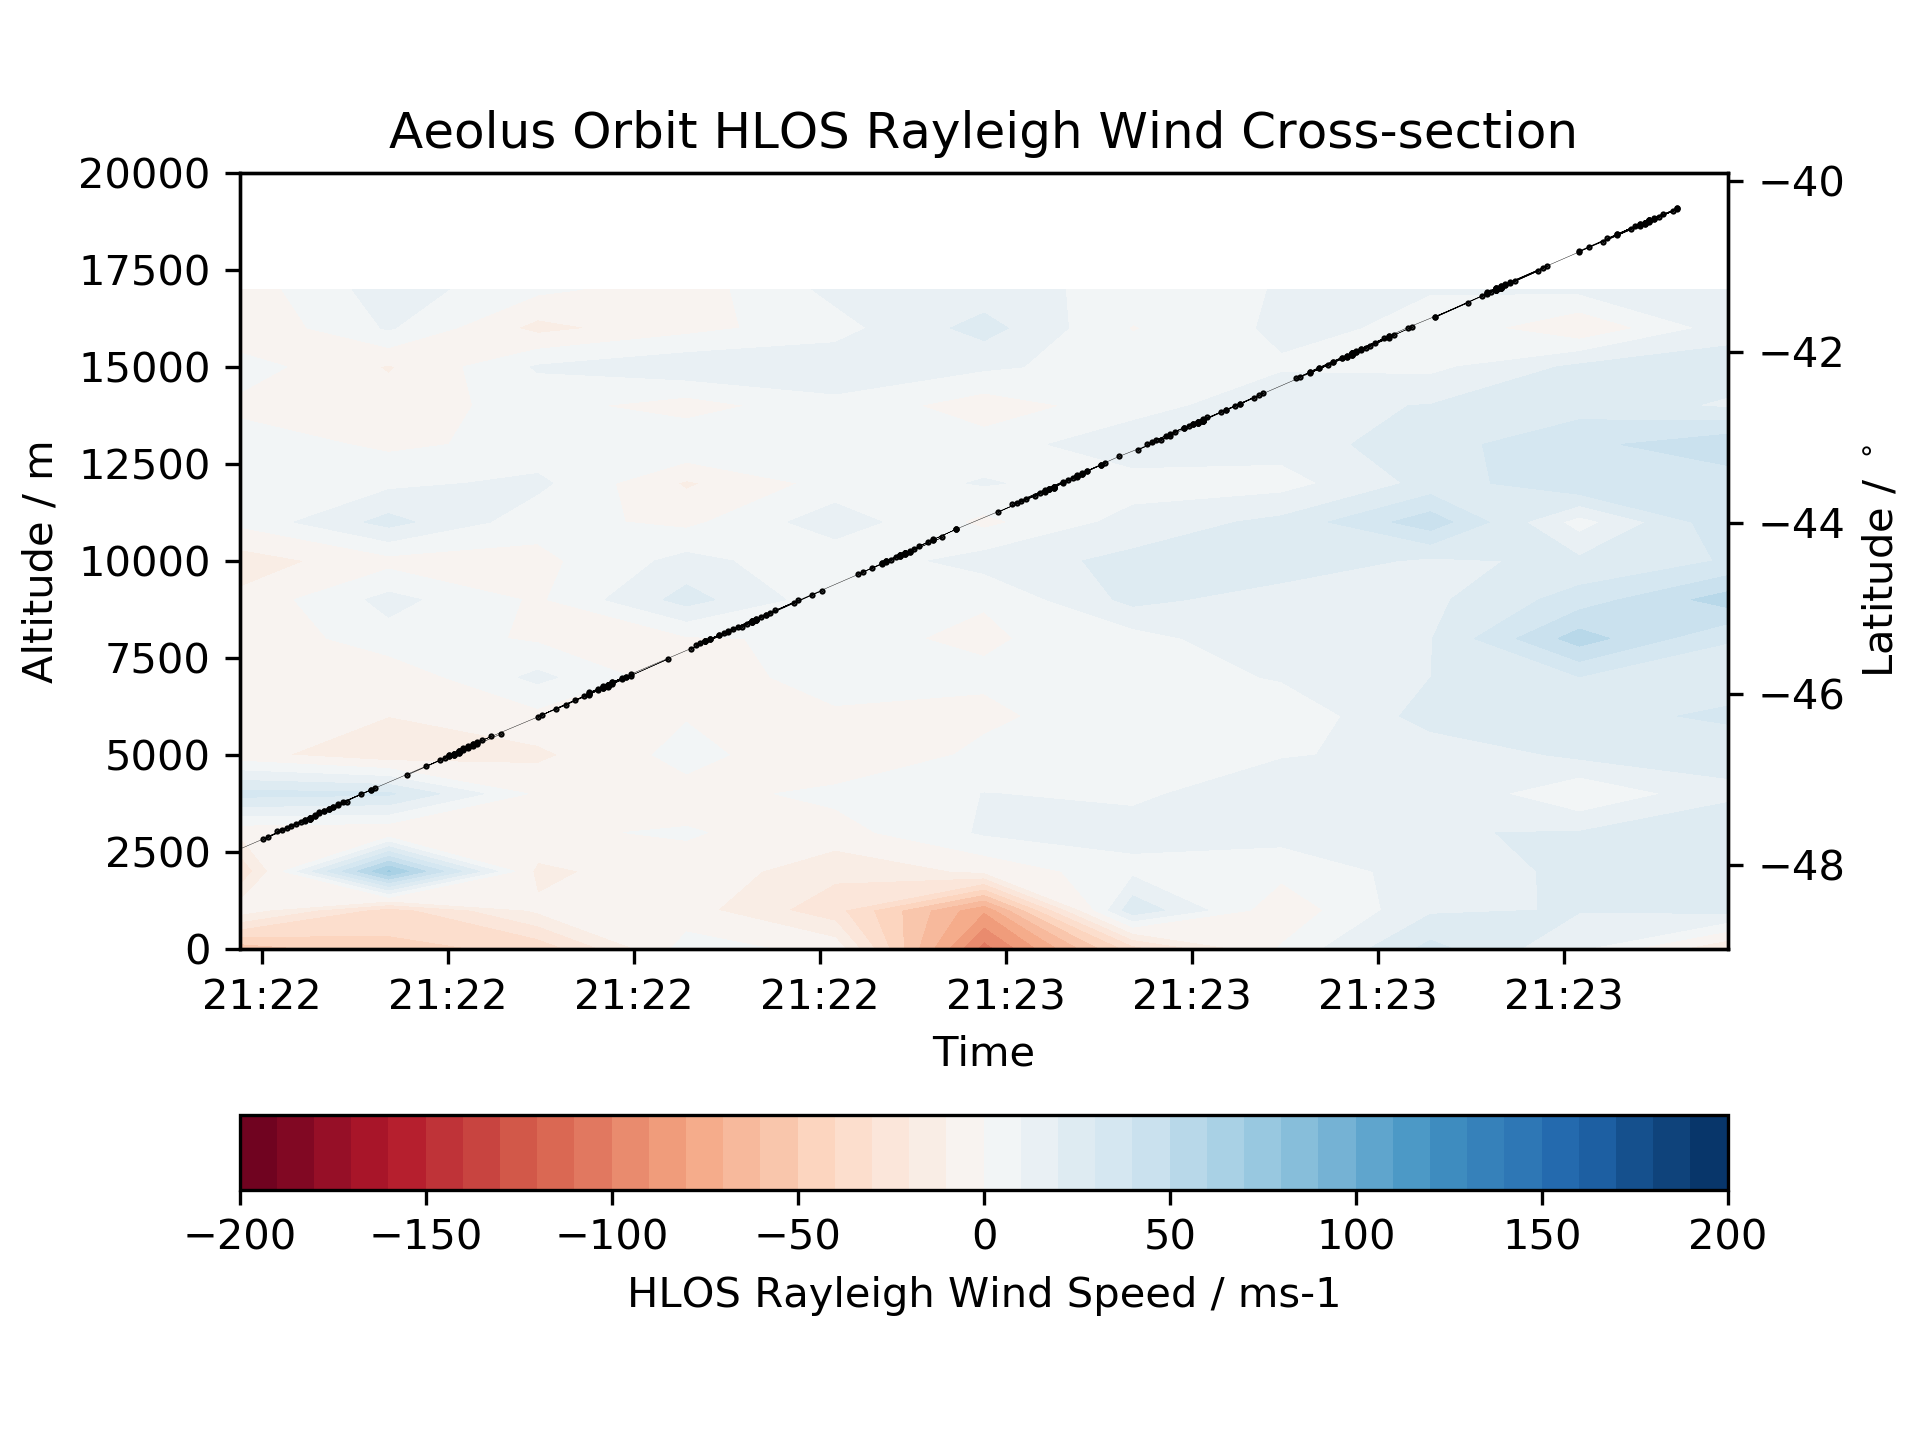 Aeolus Orbit HLOS Rayleigh Wind Cross-section
20000
17500
15000
12500
10000
7500
5000
2500
0
Altitude / m
−40
−42
−44
−46
−48
Latitude / °
21:22 21:22 21:22 21:22 21:23 21:23 21:23 21:23
Time
−200 −150 −100 −50 0 50 100 150 200
HLOS Rayleigh Wind Speed / ms-1